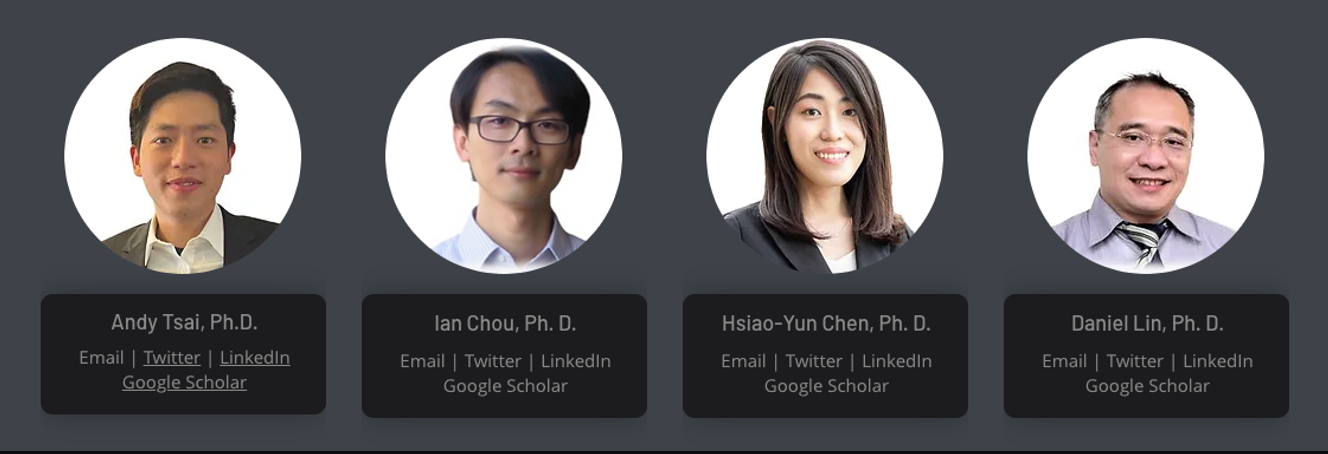 Andy Tsai, Ph.D.
Email | Twitter | LinkedIn
Google Scholar
Ian Chou, Ph. D.
Email | Twitter | LinkedIn
Google Scholar
Hsiao-Yun Chen, Ph. D.
Email | Twitter | LinkedIn
Google Scholar
Daniel Lin, Ph. D.
Email | Twitter | LinkedIn
Google Scholar